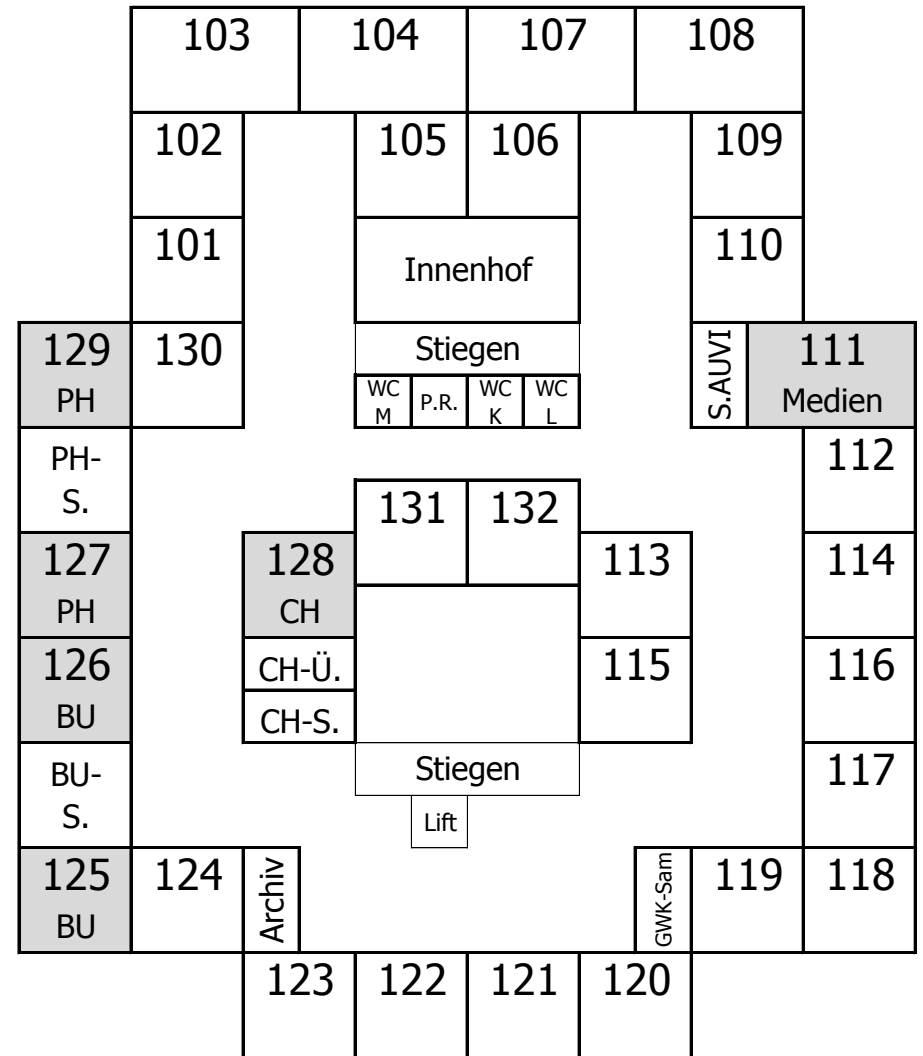 103 104 107 108
102 105 106 109
101 Innenhof 110
129 130 Stiegen S.AUVI 111
PH WC P.R. WC WC Medien
M K L
PH- 112
S. 131 132
127 128 113 114
PH CH
126 CH-Ü. 115 116
BU CH-S.
BU- Stiegen 117
S. Lift
125 124 Archiv GWK-Sam 119 118
BU
123 122 121 120